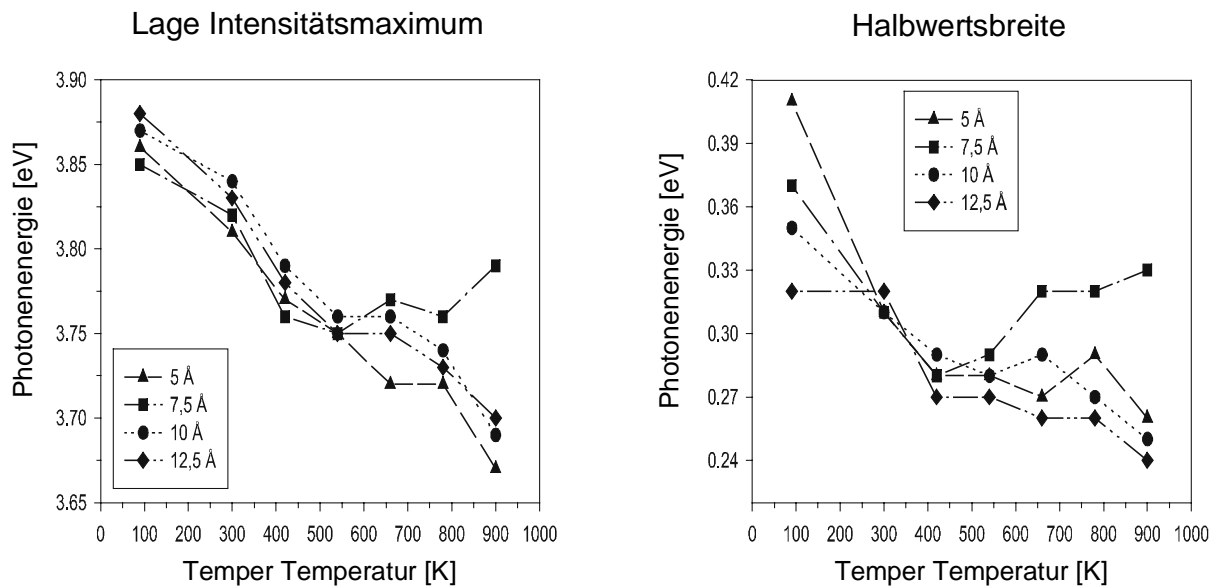 Lage Intensitätsmaximum
Photonenenergie [eV]
3.90
3.85
3.80
3.75
3.70
3.65
5 Å
7,5 Å
10 Å
12,5 Å
0 100 200 300 400 500 600 700 800 900 1000
Temper Temperatur [K]
Halbwertsbreite
Photonenenergie [eV]
0.42
0.39
0.36
0.33
0.30
0.27
0.24
5 Å
7,5 Å
10 Å
12,5 Å
0 100 200 300 400 500 600 700 800 900 1000
Temper Temperatur [K]